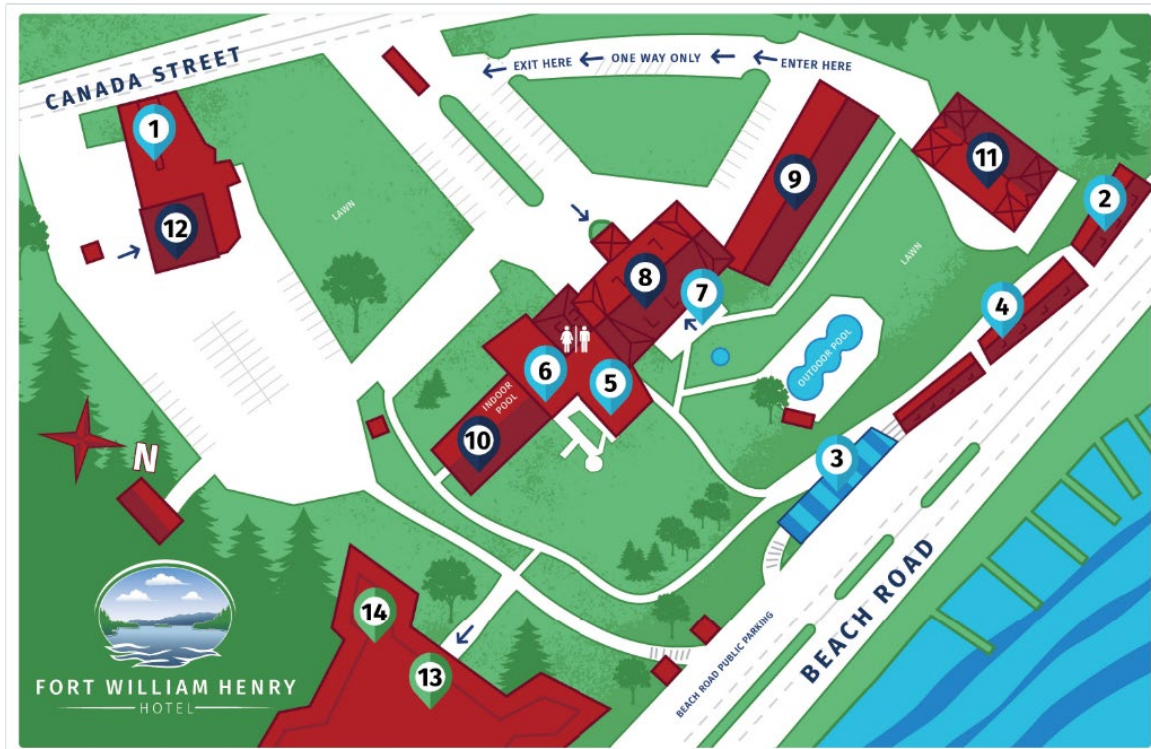 CANADA STREET
EXIT HERE
ONE WAY ONLY
ENTER HERE
1
2
3
4
5
6
7
8
9
10
11
12
13
14
LAWN
LAWN
OUTDOOR POOL
INDOOR
POOL
N
BEACH ROAD
BEACH ROAD PUBLIC PARKING
FORT WILLIAM HENRY
HOTEL